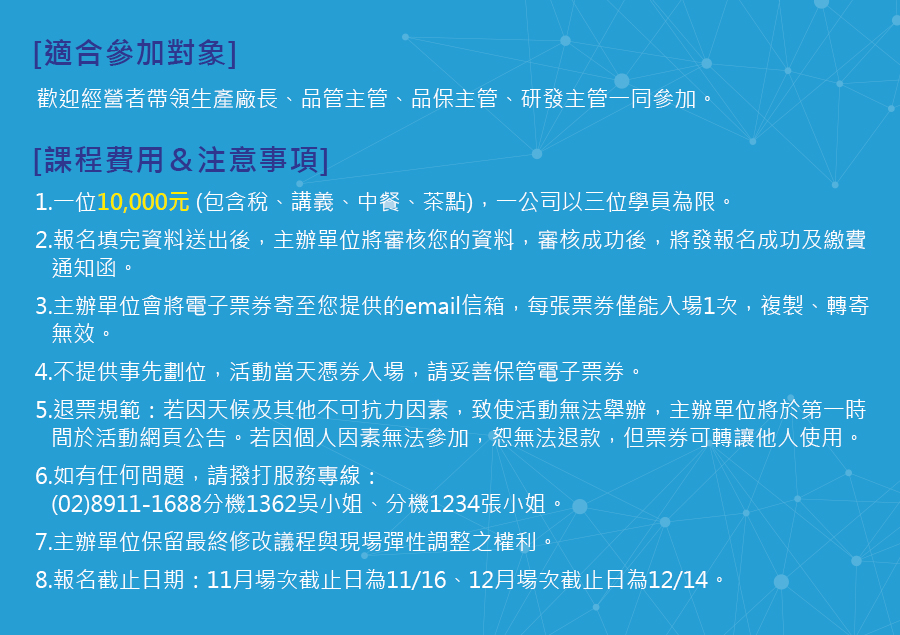 [適合參加對象]
歡迎經營者帶領生產廠長、品管主管、品保主管、研發主管一同參加。
[課程費用＆注意事項]
1.一位10,000元 (包含稅、講義、中餐、茶點)，一公司以三位學員為限。
2.報名填完資料送出後，主辦單位將審核您的資料，審核成功後，將發報名成功及繳費
通知函。
3.主辦單位會將電子票券寄至您提供的email信箱，每張票券僅能入場1次，複製、轉寄
無效。
4.不提供事先劃位，活動當天憑券入場，請妥善保管電子票券。
5.退票規範：若因天候及其他不可抗力因素，致使活動無法舉辦，主辦單位將於第一時
間於活動網頁公告。若因個人因素無法參加，恕無法退款，但票券可轉讓他人使用。
6.如有任何問題，請撥打服務專線：
(02)8911-1688分機1362吳小姐、分機1234張小姐。
7.主辦單位保留最終修改議程與現場彈性調整之權利。
8.報名截止日期：11月場次截止日為11/16、12月場次截止日為12/14。